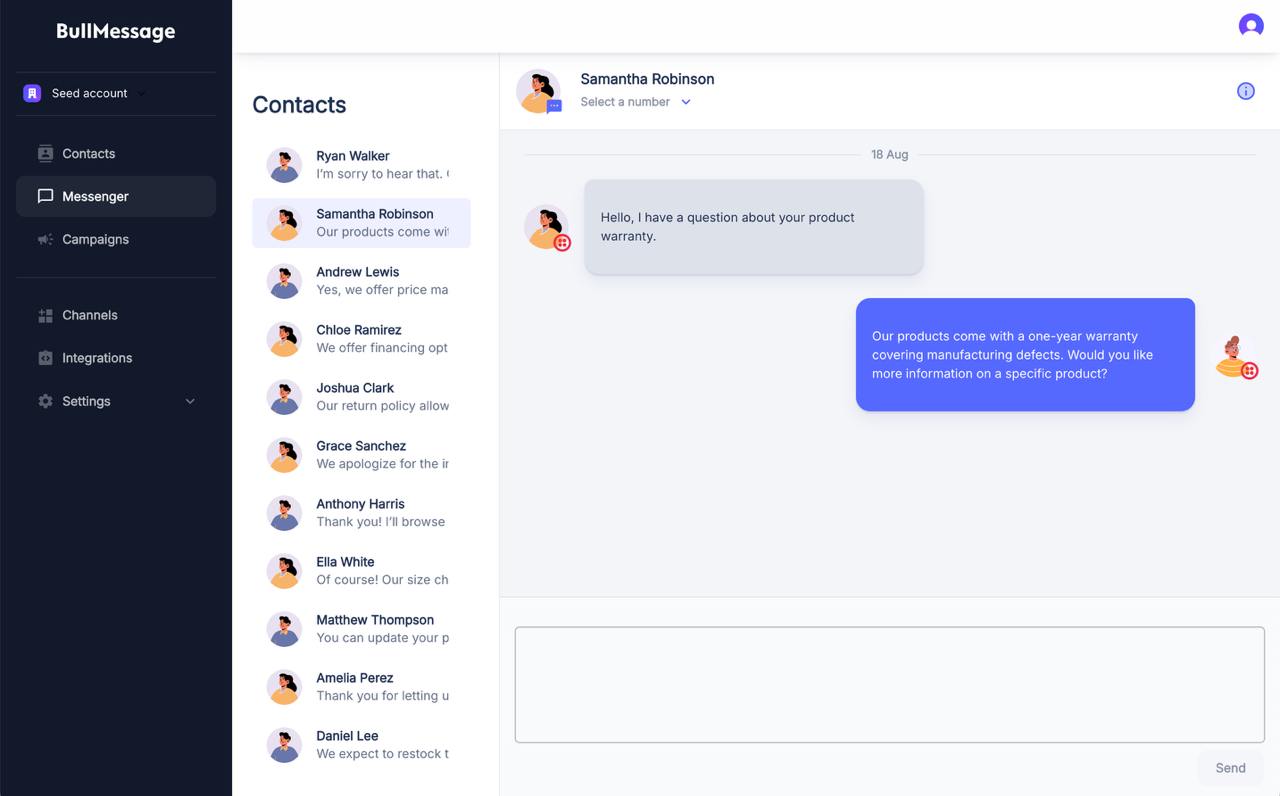 BullMessage
Seed account
Contacts
Messenger
Campaigns
Channels
Integrations
Settings
Contacts
Ryan Walker
I'm sorry to hear that.
Samantha Robinson
Our products come wit
Andrew Lewis
Yes, we offer price ma
Chloe Ramirez
We offer financing opt
Joshua Clark
Our return policy allow
Grace Sanchez
We apologize for the ir
Anthony Harris
Thank you! I'll browse
Ella White
Of course! Our size ch
Matthew Thompson
You can update your p
Amelia Perez
Thank you for letting u
Daniel Lee
We expect to restock t
Samantha Robinson
Select a number
18 Aug
Hello, I have a question about your product
warranty.
Our products come with a one-year warranty
covering manufacturing defects. Would you like
more information on a specific product?
Send